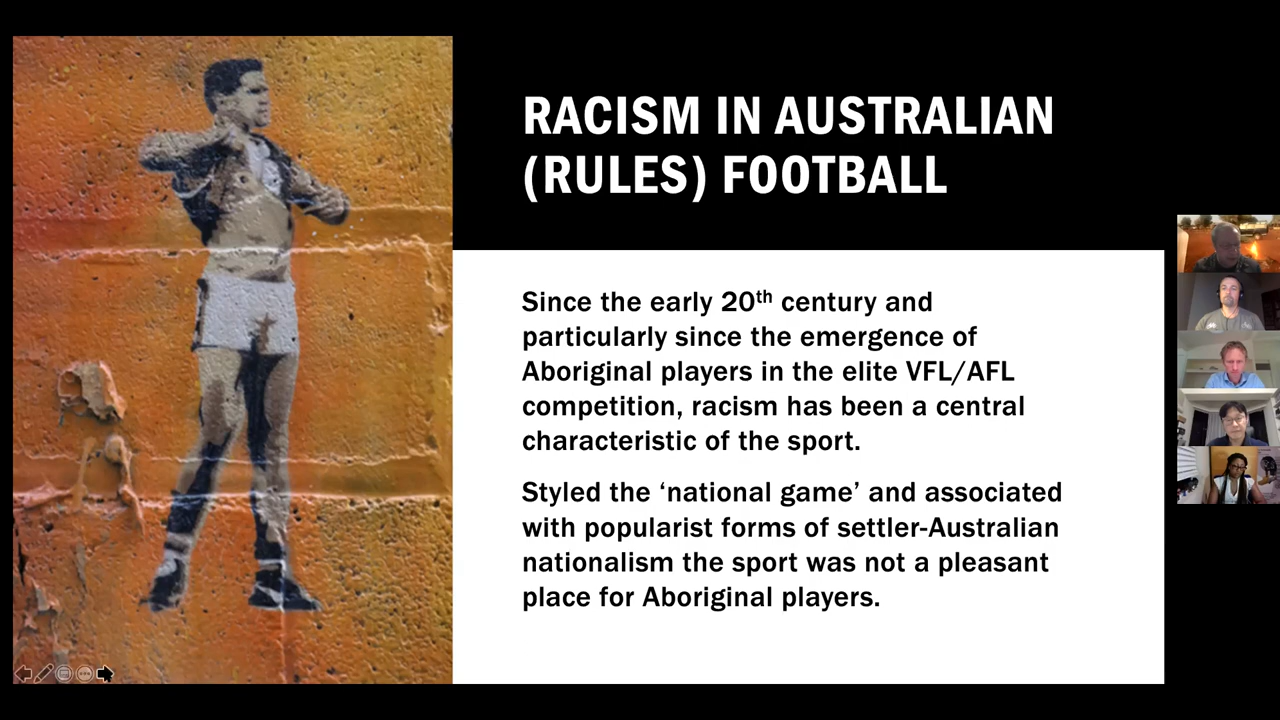 RACISM IN AUSTRALIAN
(RULES) FOOTBALL
Since the early 20th century and
particularly since the emergence of
Aboriginal players in the elite VFL/AFL
competition, racism has been a central
characteristic of the sport.
Styled the ‘national game’ and associated
with popularist forms of settler-Australian
nationalism the sport was not a pleasant
place for Aboriginal players.